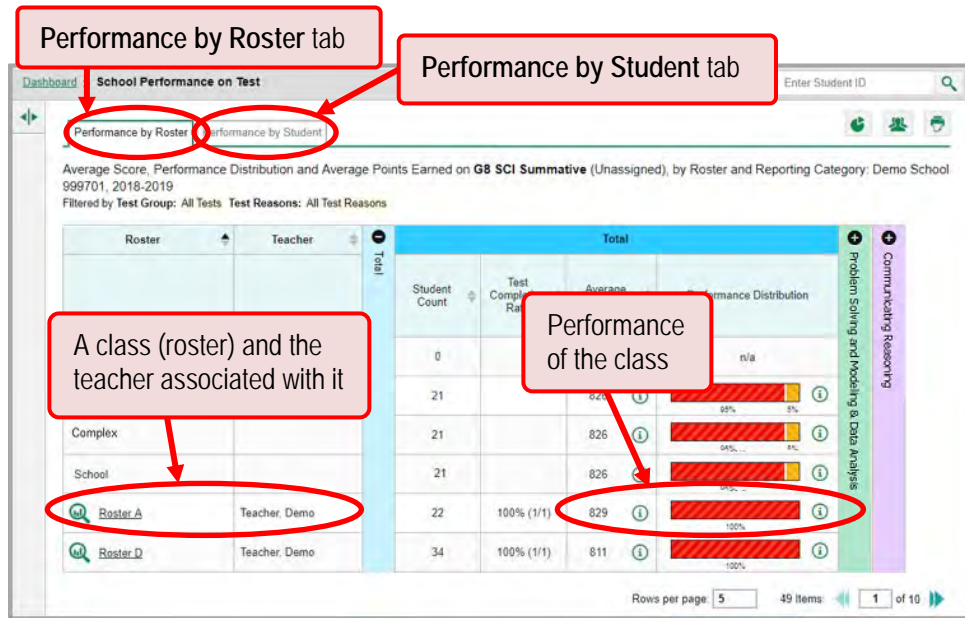 Performance by Roster tab
Performance by Student tab
Dashboard
School Performance on Test
Enter Student ID
Performance by Roster
Performance by Student
Average Score, Performance Distribution and Average Points Earned on G8 SCI Summative (Unassigned), by Roster and Reporting Category: Demo School
999701, 2018-2019
Filtered by Test Group: All Tests Test Reasons: All Test Reasons
Roster
Teacher
Total
Total
Student
Count
Test
Average
Performance Distribution
Problem Solving and Modeling & Data Analysis
Communicating Reasoning
A class (roster) and the
teacher associated with it
Performance
of the class
0 n/a
21 826
95% 5%
Complex 21 826
School 21 826
Roster A Teacher, Demo 22 100% (1/1) 829
100%
Roster D Teacher, Demo 34 100% (1/1) 811
100%
Rows per page: 5 49 Items: 1 of 10